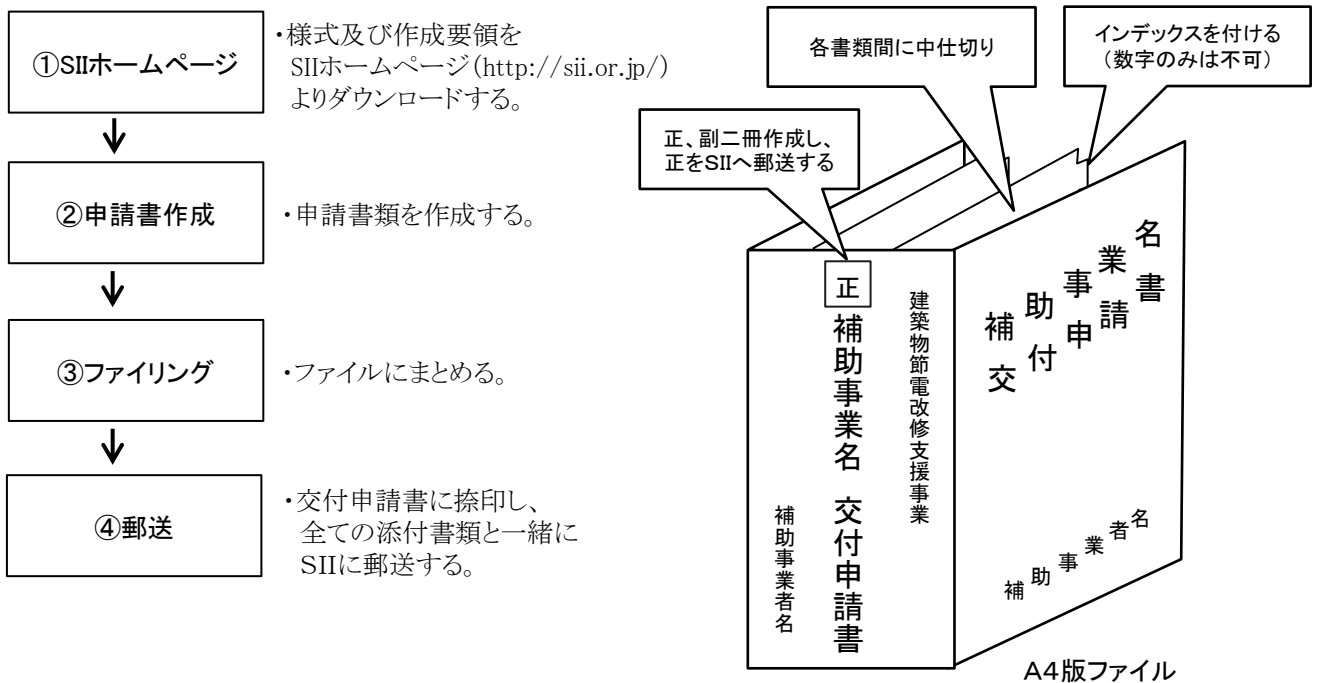 ①SIIホームページ
・様式及び作成要領を
SIIホームページ(http://sii.or.jp/)
よりダウンロードする。
②申請書作成
・申請書類を作成する。
③ファイリング
・ファイルにまとめる。
④郵送
・交付申請書に捺印し、
全ての添付書類と一緒に
SIIに郵送する。
各書類間に中仕切り
インデックスを付ける
(数字のみは不可)
正、副二冊作成し、
正をSIIへ郵送する
建築物節電改修支援事業
正
補助事業名 交付申請書
補助事業者名
補助事業名
交付申請書
補助事業者名
A4版ファイル